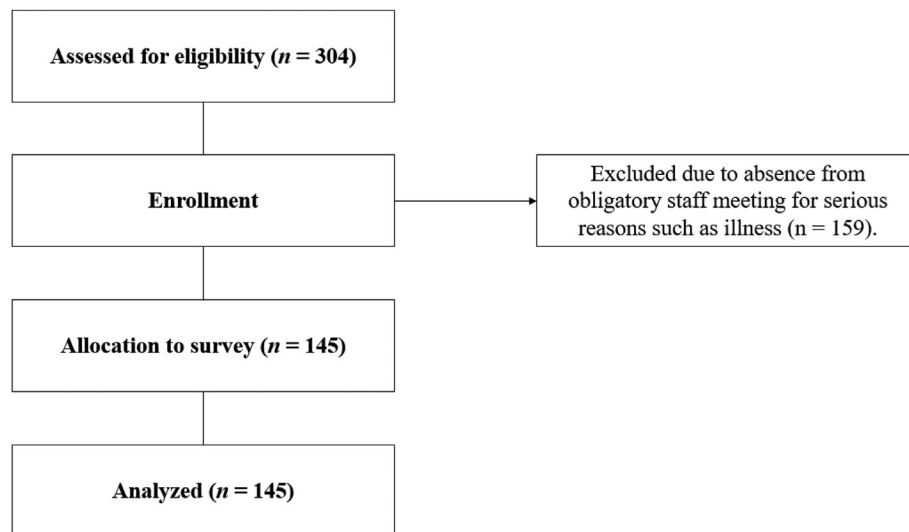 Assessed for eligibility (n = 304)
Enrollment
Excluded due to absence from
obligatory staff meeting for serious
reasons such as illness (n = 159).
Allocation to survey (n = 145)
Analyzed (n = 145)